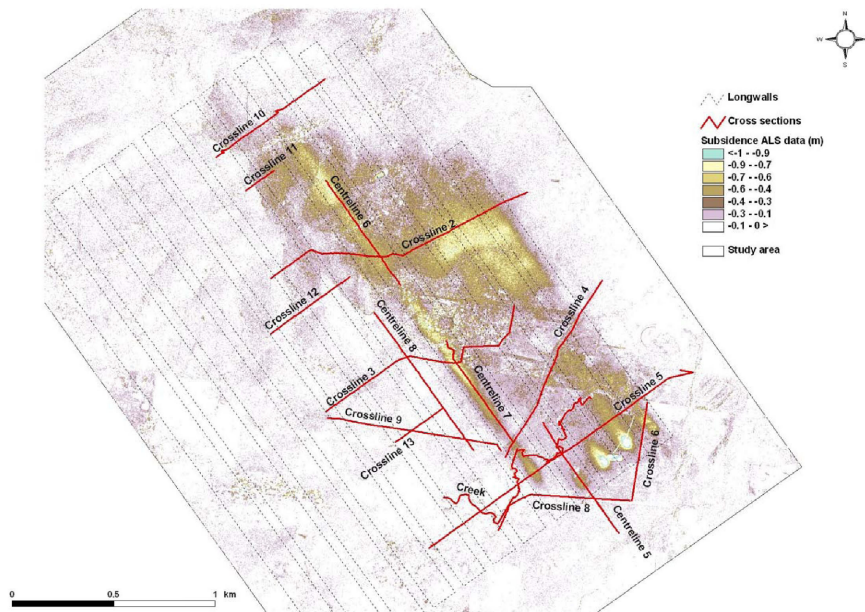 N
W E
S
Longwalls
Cross sections
Subsidence ALS data (m)
<-1 - -0.9
-0.9 - -0.7
-0.7 - -0.6
-0.6 - -0.4
-0.4 - -0.3
-0.3 - -0.1
-0.1 - 0 >
Study area
Crossline 10
Crossline 11
Centreline 6
Crossline 2
Crossline 12
Crossline 4
Centreline 8
Crossline 3
Centreline 7
Crossline 5
Crossline 9
Crossline 13
Crossline 6
Creek
Crossline 8
Centreline 5
0 0.5 1 km